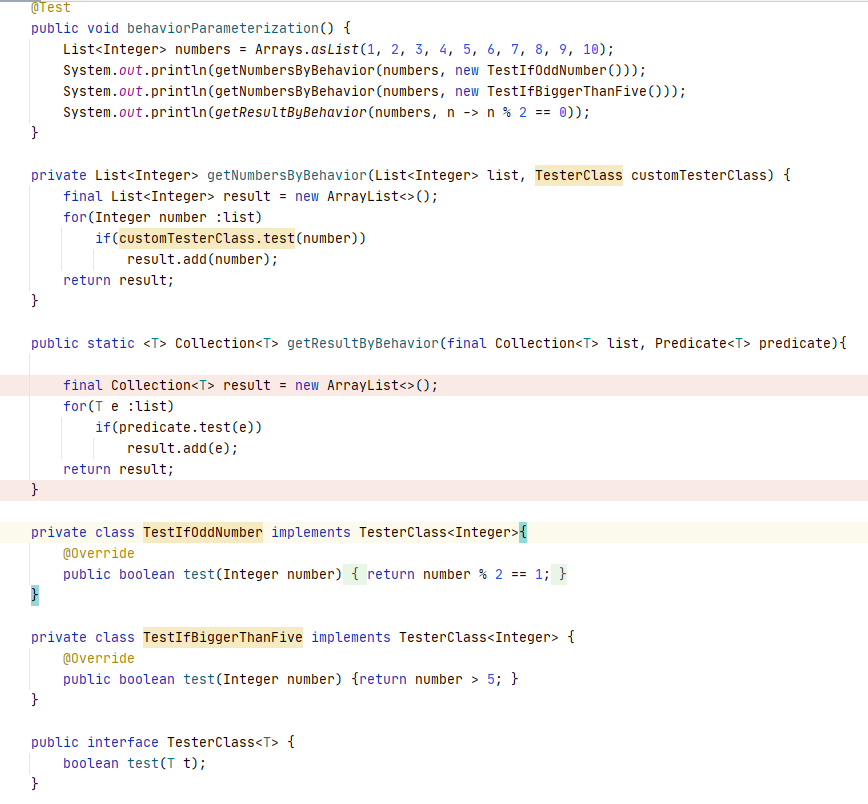 @Test
public void behaviorParameterization() {
    List<Integer> numbers = Arrays.asList(1, 2, 3, 4, 5, 6, 7, 8, 9, 10);
    System.out.println(getNumbersByBehavior(numbers, new TestIfOddNumber()));
    System.out.println(getNumbersByBehavior(numbers, new TestIfBiggerThanFive()));
    System.out.println(getResultByBehavior(numbers, n -> n % 2 == 0));
}
private List<Integer> getNumbersByBehavior(List<Integer> list, TesterClass customTesterClass) {
    final List<Integer> result = new ArrayList<>();
    for(Integer number :list)
        if(customTesterClass.test(number))
            result.add(number);
    return result;
}
public static <T> Collection<T> getResultByBehavior(final Collection<T> list, Predicate<T> predicate){
    final Collection<T> result = new ArrayList<>();
    for(T e :list)
        if(predicate.test(e))
            result.add(e);
    return result;
}
private class TestIfOddNumber implements TesterClass<Integer>{
    @Override
    public boolean test(Integer number) { return number % 2 == 1; }
}
private class TestIfBiggerThanFive implements TesterClass<Integer> {
    @Override
    public boolean test(Integer number) {return number > 5; }
}
public interface TesterClass<T> {
    boolean test(T t);
}